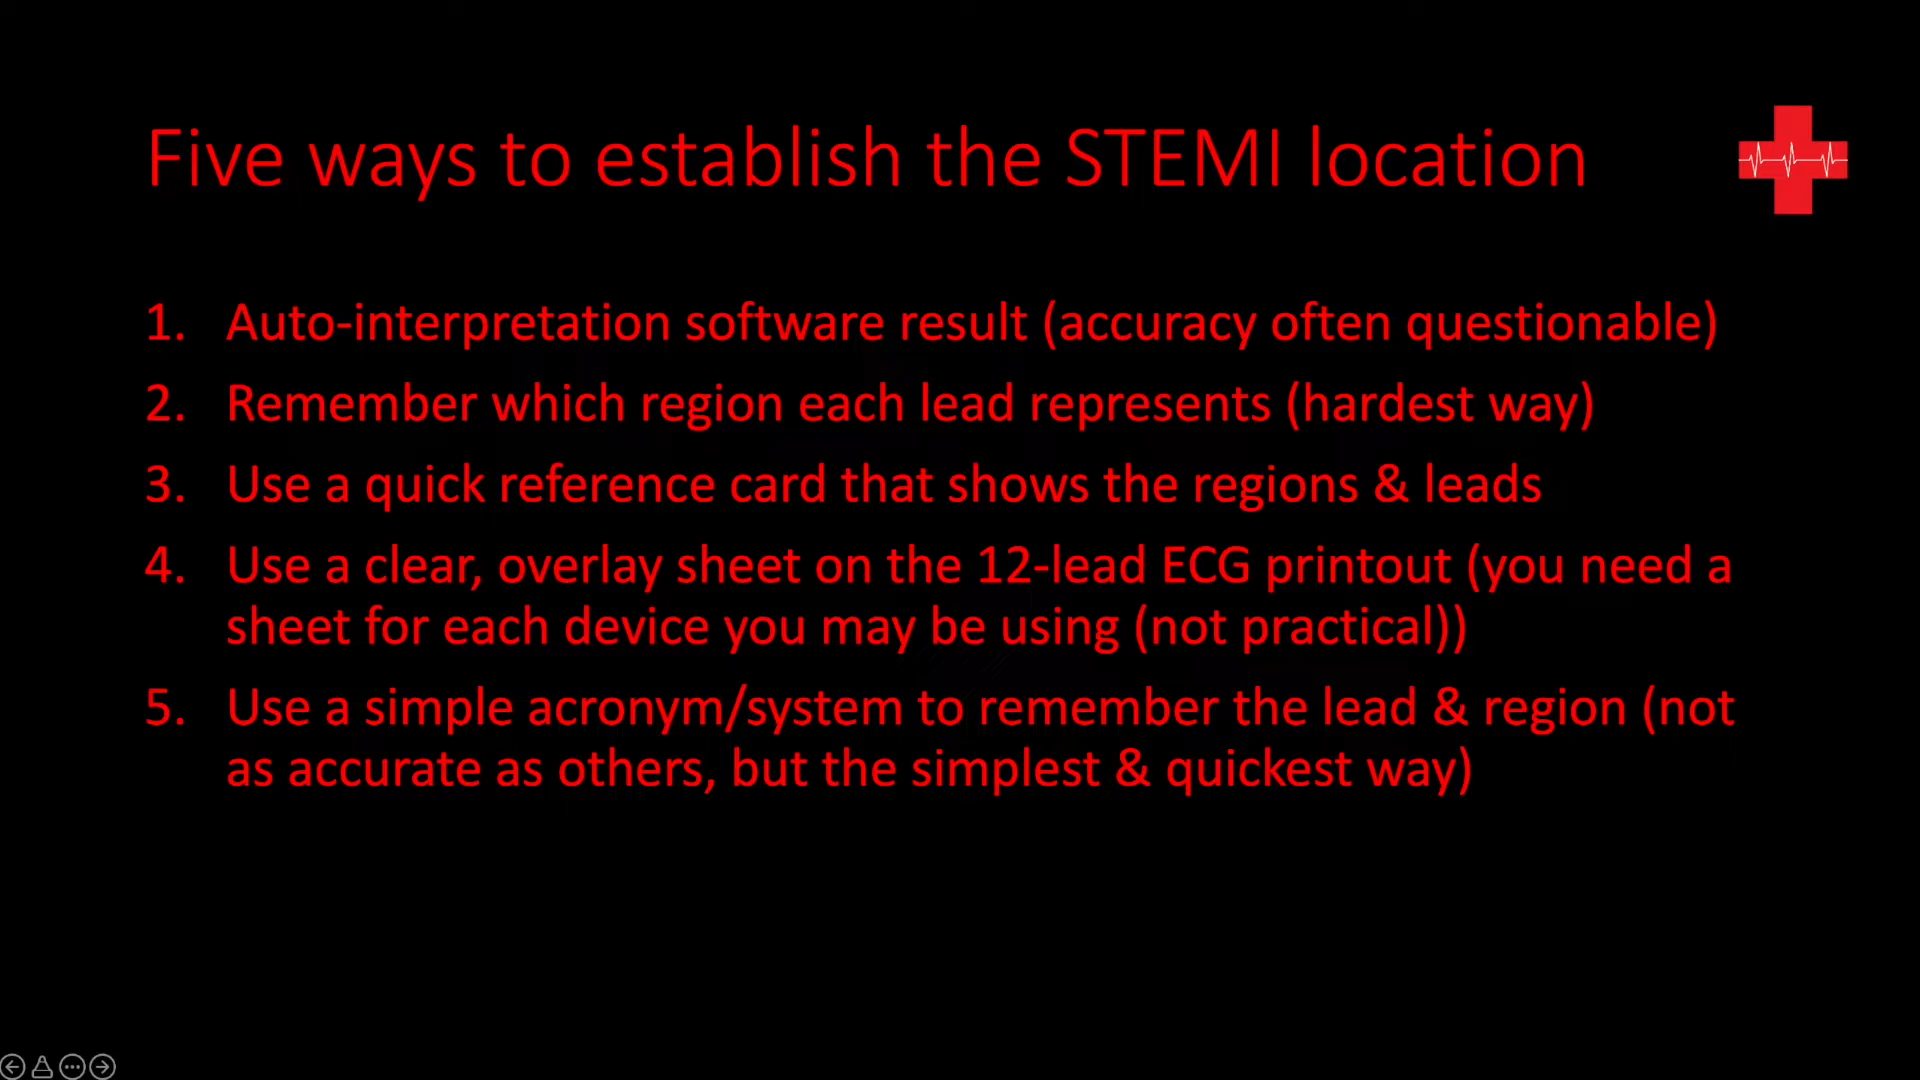 Five ways to establish the STEMI location
1. Auto-interpretation software result (accuracy often questionable)
2. Remember which region each lead represents (hardest way)
3. Use a quick reference card that shows the regions & leads
4. Use a clear, overlay sheet on the 12-lead ECG printout (you need a
sheet for each device you may be using (not practical))
5. Use a simple acronym/system to remember the lead & region (not
as accurate as others, but the simplest & quickest way)